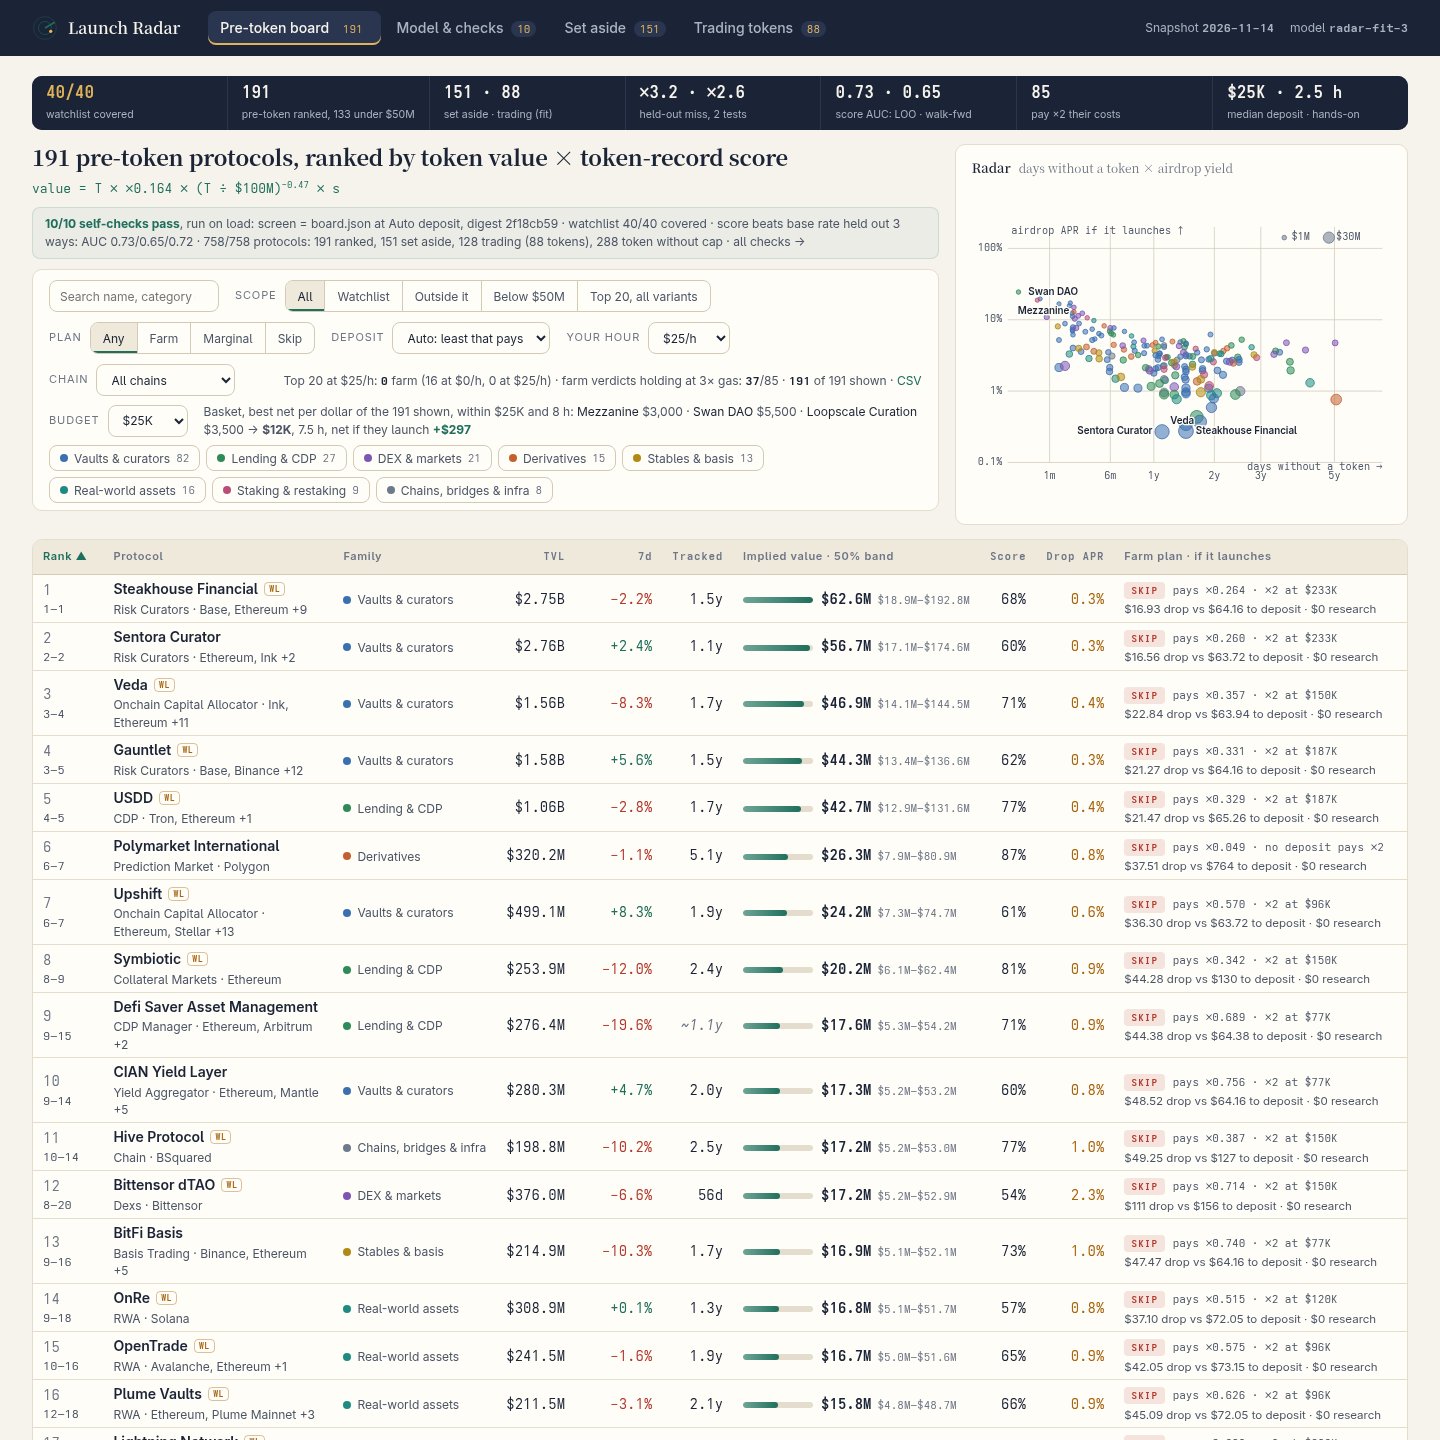 Launch Radar
Pre-token board 191
Model & checks 10
Set aside 151
Trading tokens 88
Snapshot 2026-11-14 model radar-fit-3
40/40
watchlist covered
191
pre-token ranked, 133 under $50M
151 · 88
set aside · trading (fit)
×3.2 · ×2.6
held-out miss, 2 tests
0.73 · 0.65
score AUC: LOO · walk-fwd
85
pay ×2 their costs
$25K · 2.5 h
median deposit · hands-on
191 pre-token protocols, ranked by token value × token-record score
value = T × ×0.164 × (T ÷ $100M)−0.47 × s
10/10 self-checks pass, run on load: screen = board.json at Auto deposit, digest 2f18cb59 · watchlist 40/40 covered · score beats base rate held out 3
ways: AUC 0.73/0.65/0.72 · 758/758 protocols: 191 ranked, 151 set aside, 128 trading (88 tokens), 288 token without cap · all checks →
Search name, category SCOPE All Watchlist Outside it Below $50M Top 20, all variants
PLAN Any Farm Marginal Skip DEPOSIT Auto: least that pays YOUR HOUR $25/h
CHAIN All chains Top 20 at $25/h: 0 farm (16 at $0/h, 0 at $25/h) · farm verdicts holding at 3× gas: 37/85 · 191 of 191 shown · CSV
BUDGET $25K Basket, best net per dollar of the 191 shown, within $25K and 8 h: Mezzanine $3,000 · Swan DAO $5,500 · Loopscale Curation
$3,500 → $12K, 7.5 h, net if they launch +$297
Vaults & curators 82 Lending & CDP 27 DEX & markets 21 Derivatives 15 Stables & basis 13
Real-world assets 16 Staking & restaking 9 Chains, bridges & infra 8
Radar days without a token × airdrop yield
airdrop APR if it launches ↑ $1M $30M
100%
Swan DAO
Mezzanine
10%
1%
Veda
Sentora Curator Steakhouse Financial
0.1%
days without a token →
1m 6m 1y 2y 3y 5y
Rank ▲ Protocol Family TVL 7d Tracked Implied value · 50% band Score Drop APR Farm plan · if it launches
1 Steakhouse Financial WL Vaults & curators $2.75B −2.2% 1.5y $62.6M $18.9M–$192.8M 68% 0.3% SKIP pays ×0.264 · ×2 at $233K
1–1 Risk Curators · Base, Ethereum +9 $16.93 drop vs $64.16 to deposit · $0 research
2 Sentora Curator Vaults & curators $2.76B +2.4% 1.1y $56.7M $17.1M–$174.6M 60% 0.3% SKIP pays ×0.260 · ×2 at $233K
2–2 Risk Curators · Ethereum, Ink +2 $16.56 drop vs $63.72 to deposit · $0 research
3 Veda WL Vaults & curators $1.56B −8.3% 1.7y $46.9M $14.1M–$144.5M 71% 0.4% SKIP pays ×0.357 · ×2 at $150K
3–4 Onchain Capital Allocator · Ink, $22.84 drop vs $63.94 to deposit · $0 research
Ethereum +11
4 Gauntlet WL Vaults & curators $1.58B +5.6% 1.5y $44.3M $13.4M–$136.6M 62% 0.3% SKIP pays ×0.331 · ×2 at $187K
3–5 Risk Curators · Base, Binance +12 $21.27 drop vs $64.16 to deposit · $0 research
5 USDD WL Lending & CDP $1.06B −2.8% 1.7y $42.7M $12.9M–$131.6M 77% 0.4% SKIP pays ×0.329 · ×2 at $187K
4–5 CDP · Tron, Ethereum +1 $21.47 drop vs $65.26 to deposit · $0 research
6 Polymarket International Derivatives $320.2M −1.1% 5.1y $26.3M $7.9M–$80.9M 87% 0.8% SKIP pays ×0.049 · no deposit pays ×2
6–7 Prediction Market · Polygon $37.51 drop vs $764 to deposit · $0 research
7 Upshift WL Vaults & curators $499.1M +8.3% 1.9y $24.2M $7.3M–$74.7M 61% 0.6% SKIP pays ×0.570 · ×2 at $96K
6–7 Onchain Capital Allocator · $36.30 drop vs $63.72 to deposit · $0 research
Ethereum, Stellar +13
8 Symbiotic WL Lending & CDP $253.9M −12.0% 2.4y $20.2M $6.1M–$62.4M 81% 0.9% SKIP pays ×0.342 · ×2 at $150K
8–9 Collateral Markets · Ethereum $44.28 drop vs $130 to deposit · $0 research
9 Defi Saver Asset Management Lending & CDP $276.4M −19.6% ~1.1y $17.6M $5.3M–$54.2M 71% 0.9% SKIP pays ×0.689 · ×2 at $77K
9–15 CDP Manager · Ethereum, Arbitrum $44.38 drop vs $64.38 to deposit · $0 research
+2
10 CIAN Yield Layer Vaults & curators $280.3M +4.7% 2.0y $17.3M $5.2M–$53.2M 60% 0.8% SKIP pays ×0.756 · ×2 at $77K
9–14 Yield Aggregator · Ethereum, Mantle $48.52 drop vs $64.16 to deposit · $0 research
+5
11 Hive Protocol WL Chains, bridges & infra $198.8M −10.2% 2.5y $17.2M $5.2M–$53.0M 77% 1.0% SKIP pays ×0.387 · ×2 at $150K
10–14 Chain · BSquared $49.25 drop vs $127 to deposit · $0 research
12 Bittensor dTAO WL DEX & markets $376.0M −6.6% 56d $17.2M $5.2M–$52.9M 54% 2.3% SKIP pays ×0.714 · ×2 at $150K
8–20 Dexs · Bittensor $111 drop vs $156 to deposit · $0 research
13 BitFi Basis Stables & basis $214.9M −10.3% 1.7y $16.9M $5.1M–$52.1M 73% 1.0% SKIP pays ×0.740 · ×2 at $77K
9–16 Basis Trading · Binance, Ethereum $47.47 drop vs $64.16 to deposit · $0 research
+5
14 OnRe WL Real-world assets $308.9M +0.1% 1.3y $16.8M $5.1M–$51.7M 57% 0.8% SKIP pays ×0.515 · ×2 at $120K
9–18 RWA · Solana $37.10 drop vs $72.05 to deposit · $0 research
15 OpenTrade WL Real-world assets $241.5M −1.6% 1.9y $16.7M $5.0M–$51.6M 65% 0.9% SKIP pays ×0.575 · ×2 at $96K
10–16 RWA · Avalanche, Ethereum +1 $42.05 drop vs $73.15 to deposit · $0 research
16 Plume Vaults WL Real-world assets $211.5M −3.1% 2.1y $15.8M $4.8M–$48.7M 66% 0.9% SKIP pays ×0.626 · ×2 at $96K
12–18 RWA · Ethereum, Plume Mainnet +3 $45.09 drop vs $72.05 to deposit · $0 research